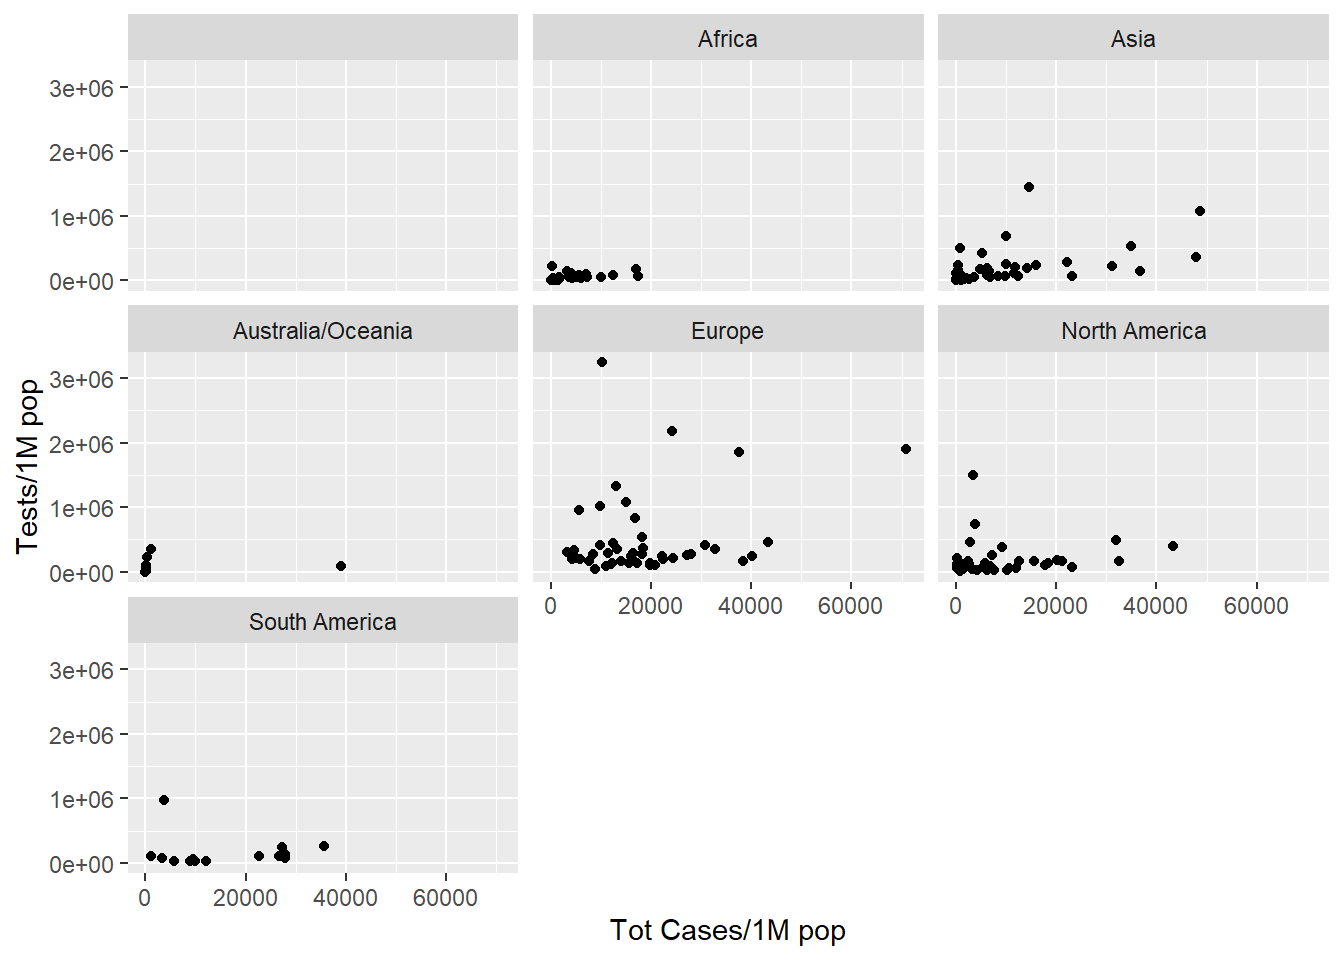 Africa
Asia
3e+06
2e+06
1e+06
0e+00
Australia/Oceania
Europe
North America
3e+06
2e+06
1e+06
0e+00
0 20000 40000 60000
0 20000 40000 60000
South America
3e+06
2e+06
1e+06
0e+00
0 20000 40000 60000
Tests/1M pop
Tot Cases/1M pop